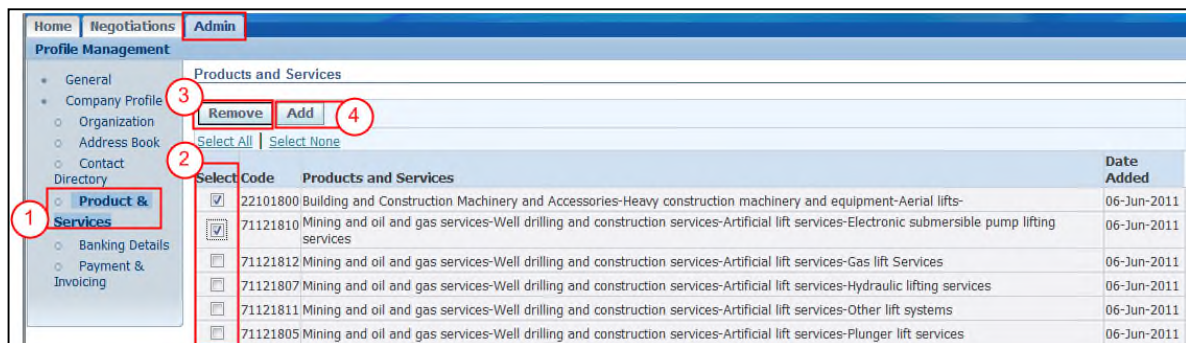 Home Negotiations Admin
Profile Management
General
Company Profile
Organization
Address Book
Contact
Directory
Product &
Services
Banking Details
Payment &
Invoicing
1
Products and Services
3
Remove Add
4
Select All | Select None
2
Select Code Products and Services Date
Added
22101800 Building and Construction Machinery and Accessories-Heavy construction machinery and equipment-Aerial lifts- 06-Jun-2011
71121810 Mining and oil and gas services-Well drilling and construction services-Artificial lift services-Electronic submersible pump lifting
services 06-Jun-2011
71121812 Mining and oil and gas services-Well drilling and construction services-Artificial lift services-Gas lift Services 06-Jun-2011
71121807 Mining and oil and gas services-Well drilling and construction services-Artificial lift services-Hydraulic lifting services 06-Jun-2011
71121811 Mining and oil and gas services-Well drilling and construction services-Artificial lift services-Other lift systems 06-Jun-2011
71121805 Mining and oil and gas services-Well drilling and construction services-Artificial lift services-Plunger lift services 06-Jun-2011